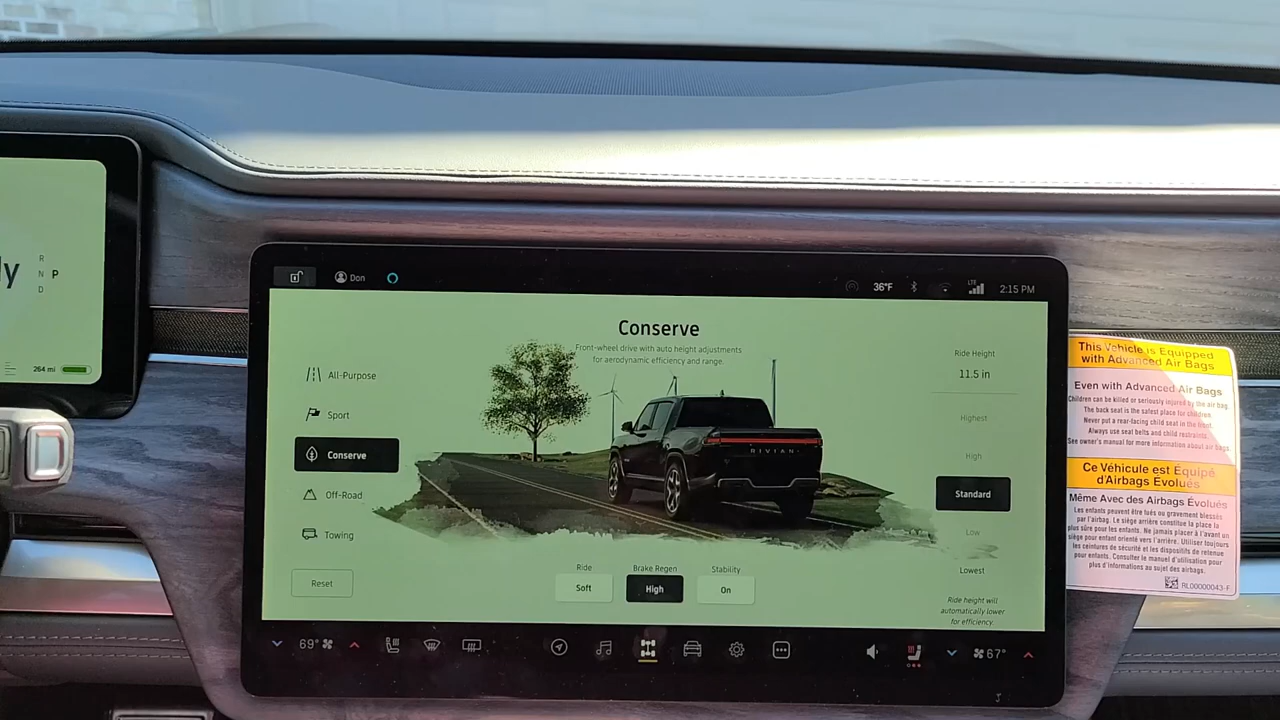 ly
R
N P
D
264 mi
Don
36°F
LTE
2:15 PM
Conserve
Front-wheel drive with auto height adjustments
for aerodynamic efficiency and range.
All-Purpose
Sport
Conserve
Off-Road
Towing
Reset
RIVIAN
Ride
Soft
Brake Regen
High
Stability
On
Ride Height
11.5 in
Highest
High
Standard
Low
Lowest
Ride height will
automatically lower
for efficiency.
69°
67°
This Vehicle is Equipped
with Advanced Air Bags
Even with Advanced Air Bags
Children can be killed or seriously injured by the air bag
The back seat is the safest place for children
Never put a rear-facing child seat in the front.
Always use seat belts and child restraints.
See owner's manual for more information about air bags.
Ce Véhicule est Équipé
d'Airbags Évolués
Même Avec des Airbags Évolués
Les enfants peuvent être tués ou gravement blessés
par l'airbag. Le siège arrière constitue la place la
plus sûre pour les enfants. Ne jamais placer à l'avant un
siège pour enfant orienté vers l'arrière. Utiliser toujours
les ceintures de sécurité et les dispositifs de retenue
pour enfants. Consulter le manuel d'utilisation pour
plus d'informations au sujet des airbags.
RL00000043-F